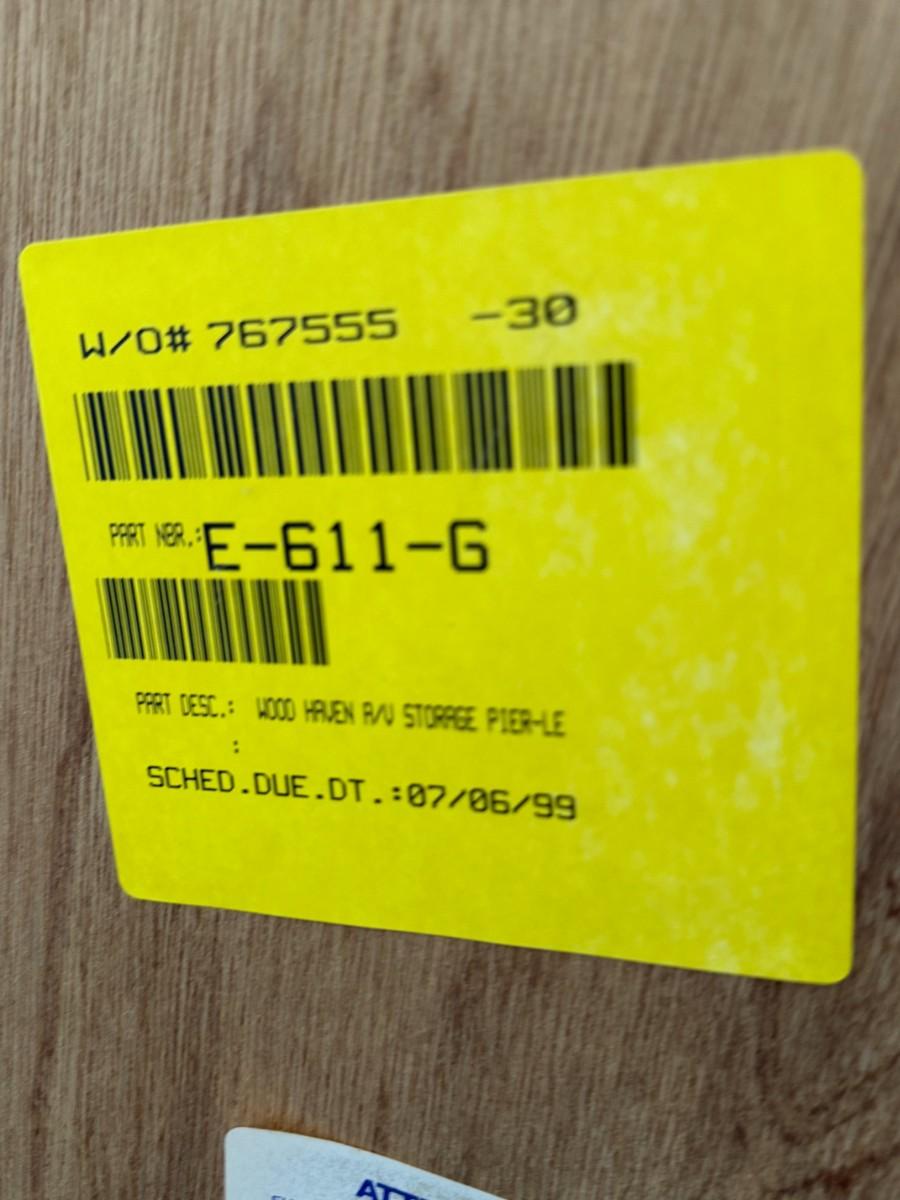 W/O# 767555 -30
PART NBR.:E-611-G
PART DESC.: WOOD HAVEN A/V STORAGE PIER-LE
:
SCHED.DUE.DT.:07/06/99